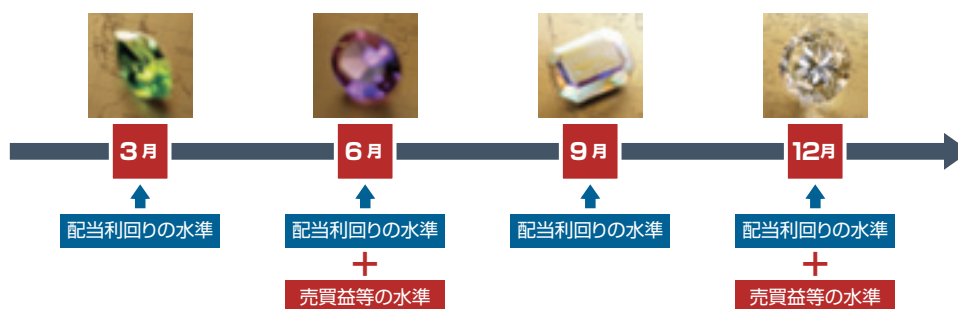 3月
6月
9月
12月
配当利回りの水準
配当利回りの水準
配当利回りの水準
配当利回りの水準
＋
＋
売買益等の水準
売買益等の水準